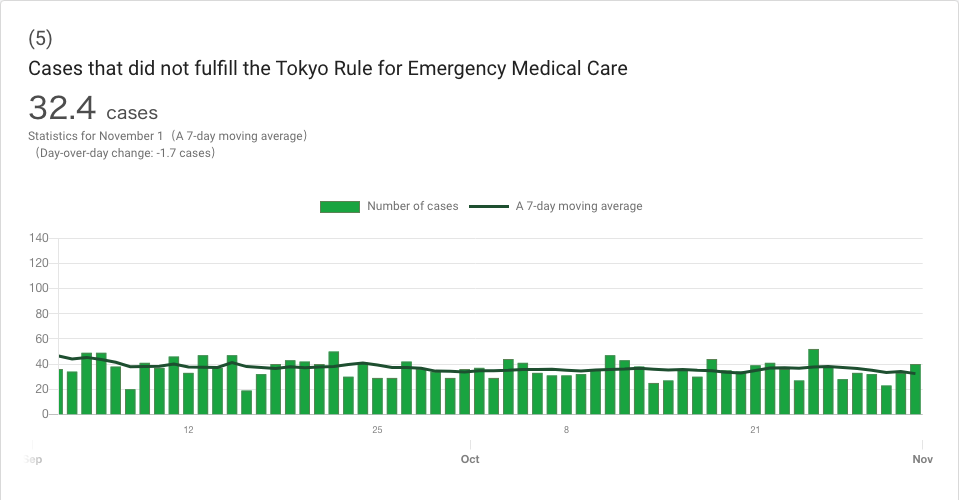 (5)
Cases that did not fulfill the Tokyo Rule for Emergency Medical Care
32.4 cases
Statistics for November 1 (A 7-day moving average)
(Day-over-day change: -1.7 cases)
Number of cases A 7-day moving average
140
120
100
80
60
40
20
0
12 25 8 21
Oct Nov